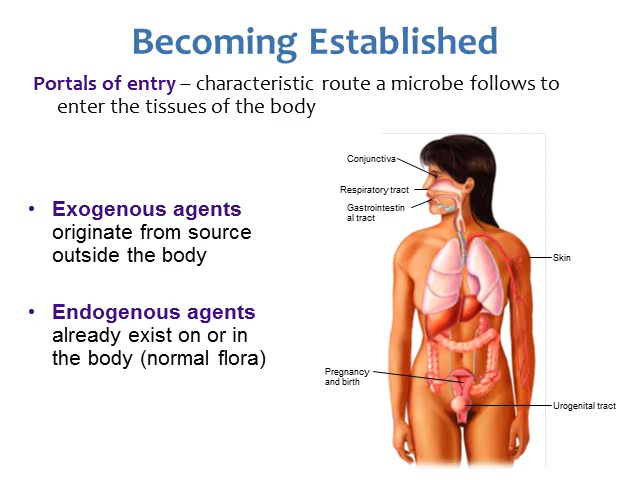 Becoming Established
Portals of entry – characteristic route a microbe follows to
enter the tissues of the body
• Exogenous agents
originate from source
outside the body
• Endogenous agents
already exist on or in
the body (normal flora)
Conjunctiva
Respiratory tract
Gastrointestin
al tract
Skin
Pregnancy
and birth
Urogenital tract